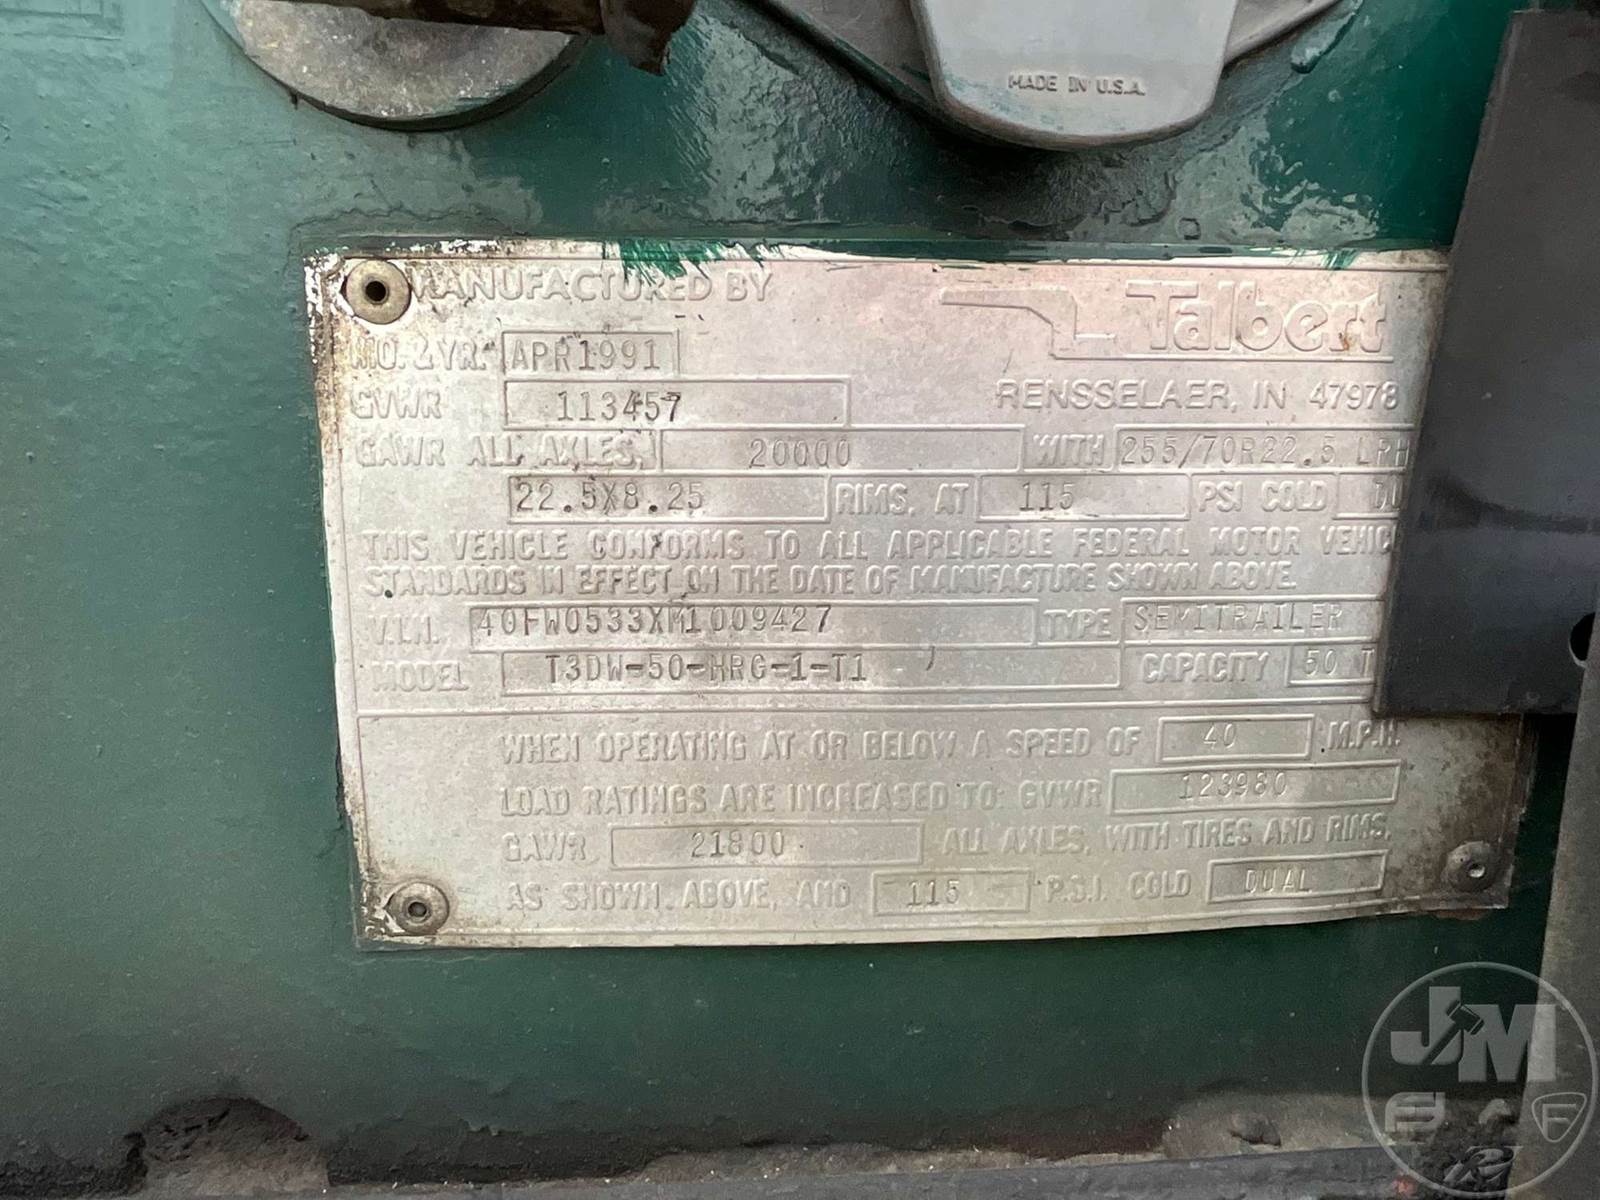 MADE IN U.S.A.
MANUFACTURED BY Talbert
MO. & YR. APR1991
GVWR 113457 RENSSELAER, IN 47978
GAWR ALL AXLES, 20000 WITH 255/70R22.5 LRH
22.5X8.25 RIMS, AT 115 PSI COLD DU
THIS VEHICLE CONFORMS TO ALL APPLICABLE FEDERAL MOTOR VEHIC
STANDARDS IN EFFECT ON THE DATE OF MANUFACTURE SHOWN ABOVE.
V.I.N. 40FW0533XM1009427 TYPE SEMITRAILER
MODEL T3DW-50-HRG-1-T1 CAPACITY 50 T
WHEN OPERATING AT OR BELOW A SPEED OF 40 M.P.H.
LOAD RATINGS ARE INCREASED TO GVWR 123980
GAWR 21800 ALL AXLES, WITH TIRES AND RIMS,
AS SHOWN ABOVE, AND 115 P.S.I. COLD DUAL
JM